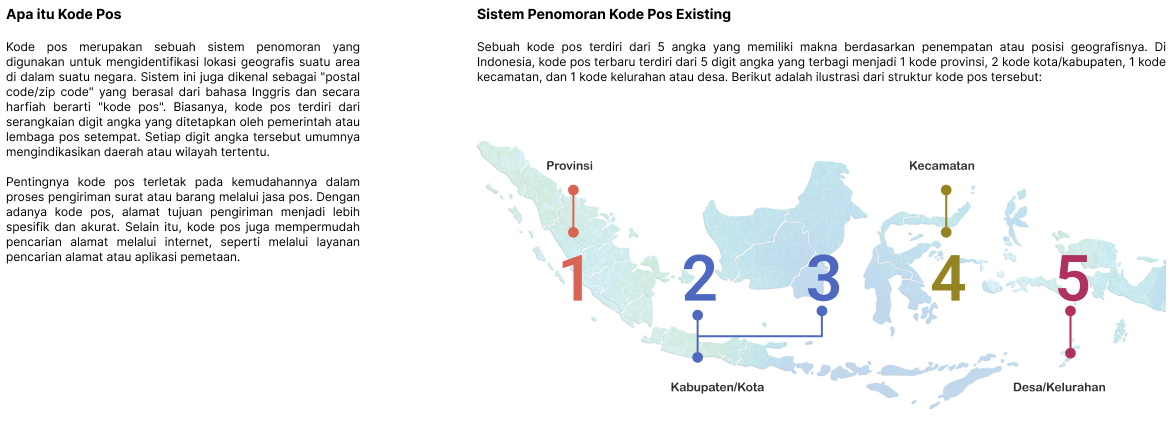 Apa itu Kode Pos
Kode pos merupakan sebuah sistem penomoran yang
digunakan untuk mengidentifikasi lokasi geografis suatu area
di dalam suatu negara. Sistem ini juga dikenal sebagai "postal
code/zip code" yang berasal dari bahasa Inggris dan secara
harfiah berarti "kode pos". Biasanya, kode pos terdiri dari
serangkaian digit angka yang ditetapkan oleh pemerintah atau
lembaga pos setempat. Setiap digit angka tersebut umumnya
mengindikasikan daerah atau wilayah tertentu.
Pentingnya kode pos terletak pada kemudahannya dalam
proses pengiriman surat atau barang melalui jasa pos. Dengan
adanya kode pos, alamat tujuan pengiriman menjadi lebih
spesifik dan akurat. Selain itu, kode pos juga mempermudah
pencarian alamat melalui internet, seperti melalui layanan
pencarian alamat atau aplikasi pemetaan.
Sistem Penomoran Kode Pos Existing
Sebuah kode pos terdiri dari 5 angka yang memiliki makna berdasarkan penempatan atau posisi geografisnya. Di
Indonesia, kode pos terbaru terdiri dari 5 digit angka yang terbagi menjadi 1 kode provinsi, 2 kode kota/kabupaten, 1 kode
kecamatan, dan 1 kode kelurahan atau desa. Berikut adalah ilustrasi dari struktur kode pos tersebut:
Provinsi
Kecamatan
1 2 3 4 5
Kabupaten/Kota
Desa/Kelurahan